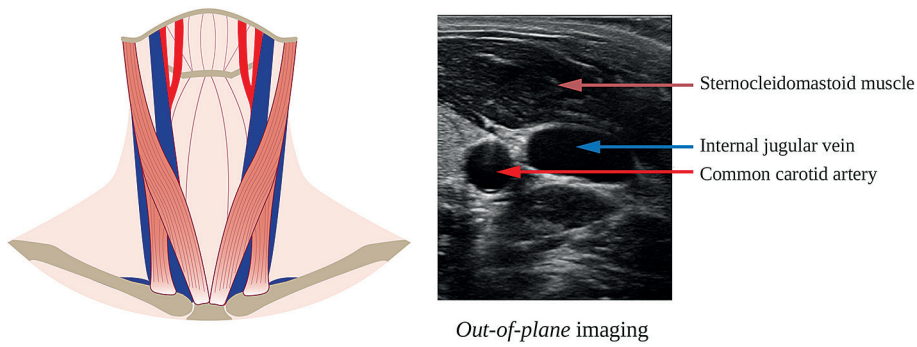 Sternocleidomastoid muscle
Internal jugular vein
Common carotid artery
Out-of-plane imaging